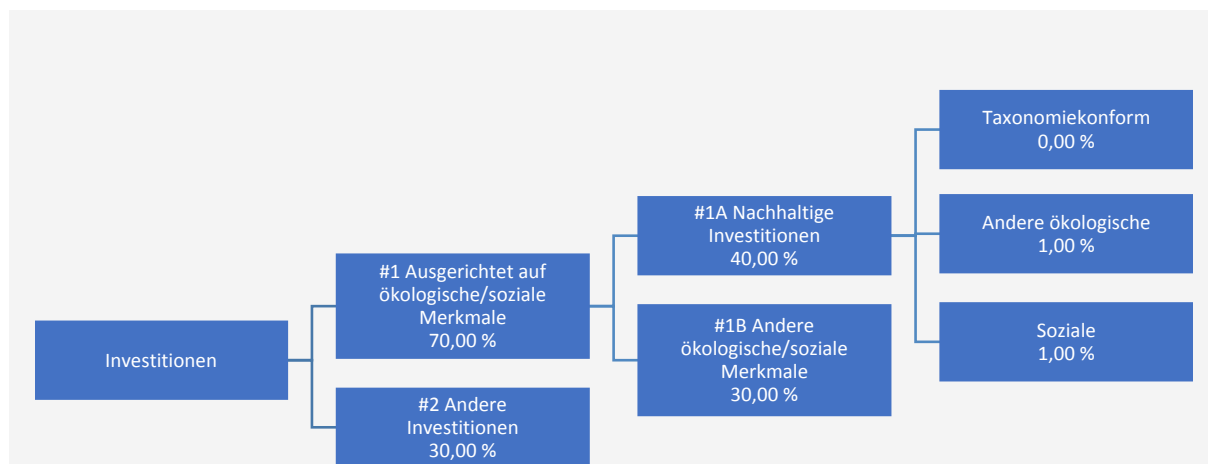 Investitionen
#1 Ausgerichtet auf
ökologische/soziale
Merkmale
70,00 %
#2 Andere
Investitionen
30,00 %
#1A Nachhaltige
Investitionen
40,00 %
#1B Andere
ökologische/soziale
Merkmale
30,00 %
Taxonomiekonform
0,00 %
Andere ökologische
1,00 %
Soziale
1,00 %